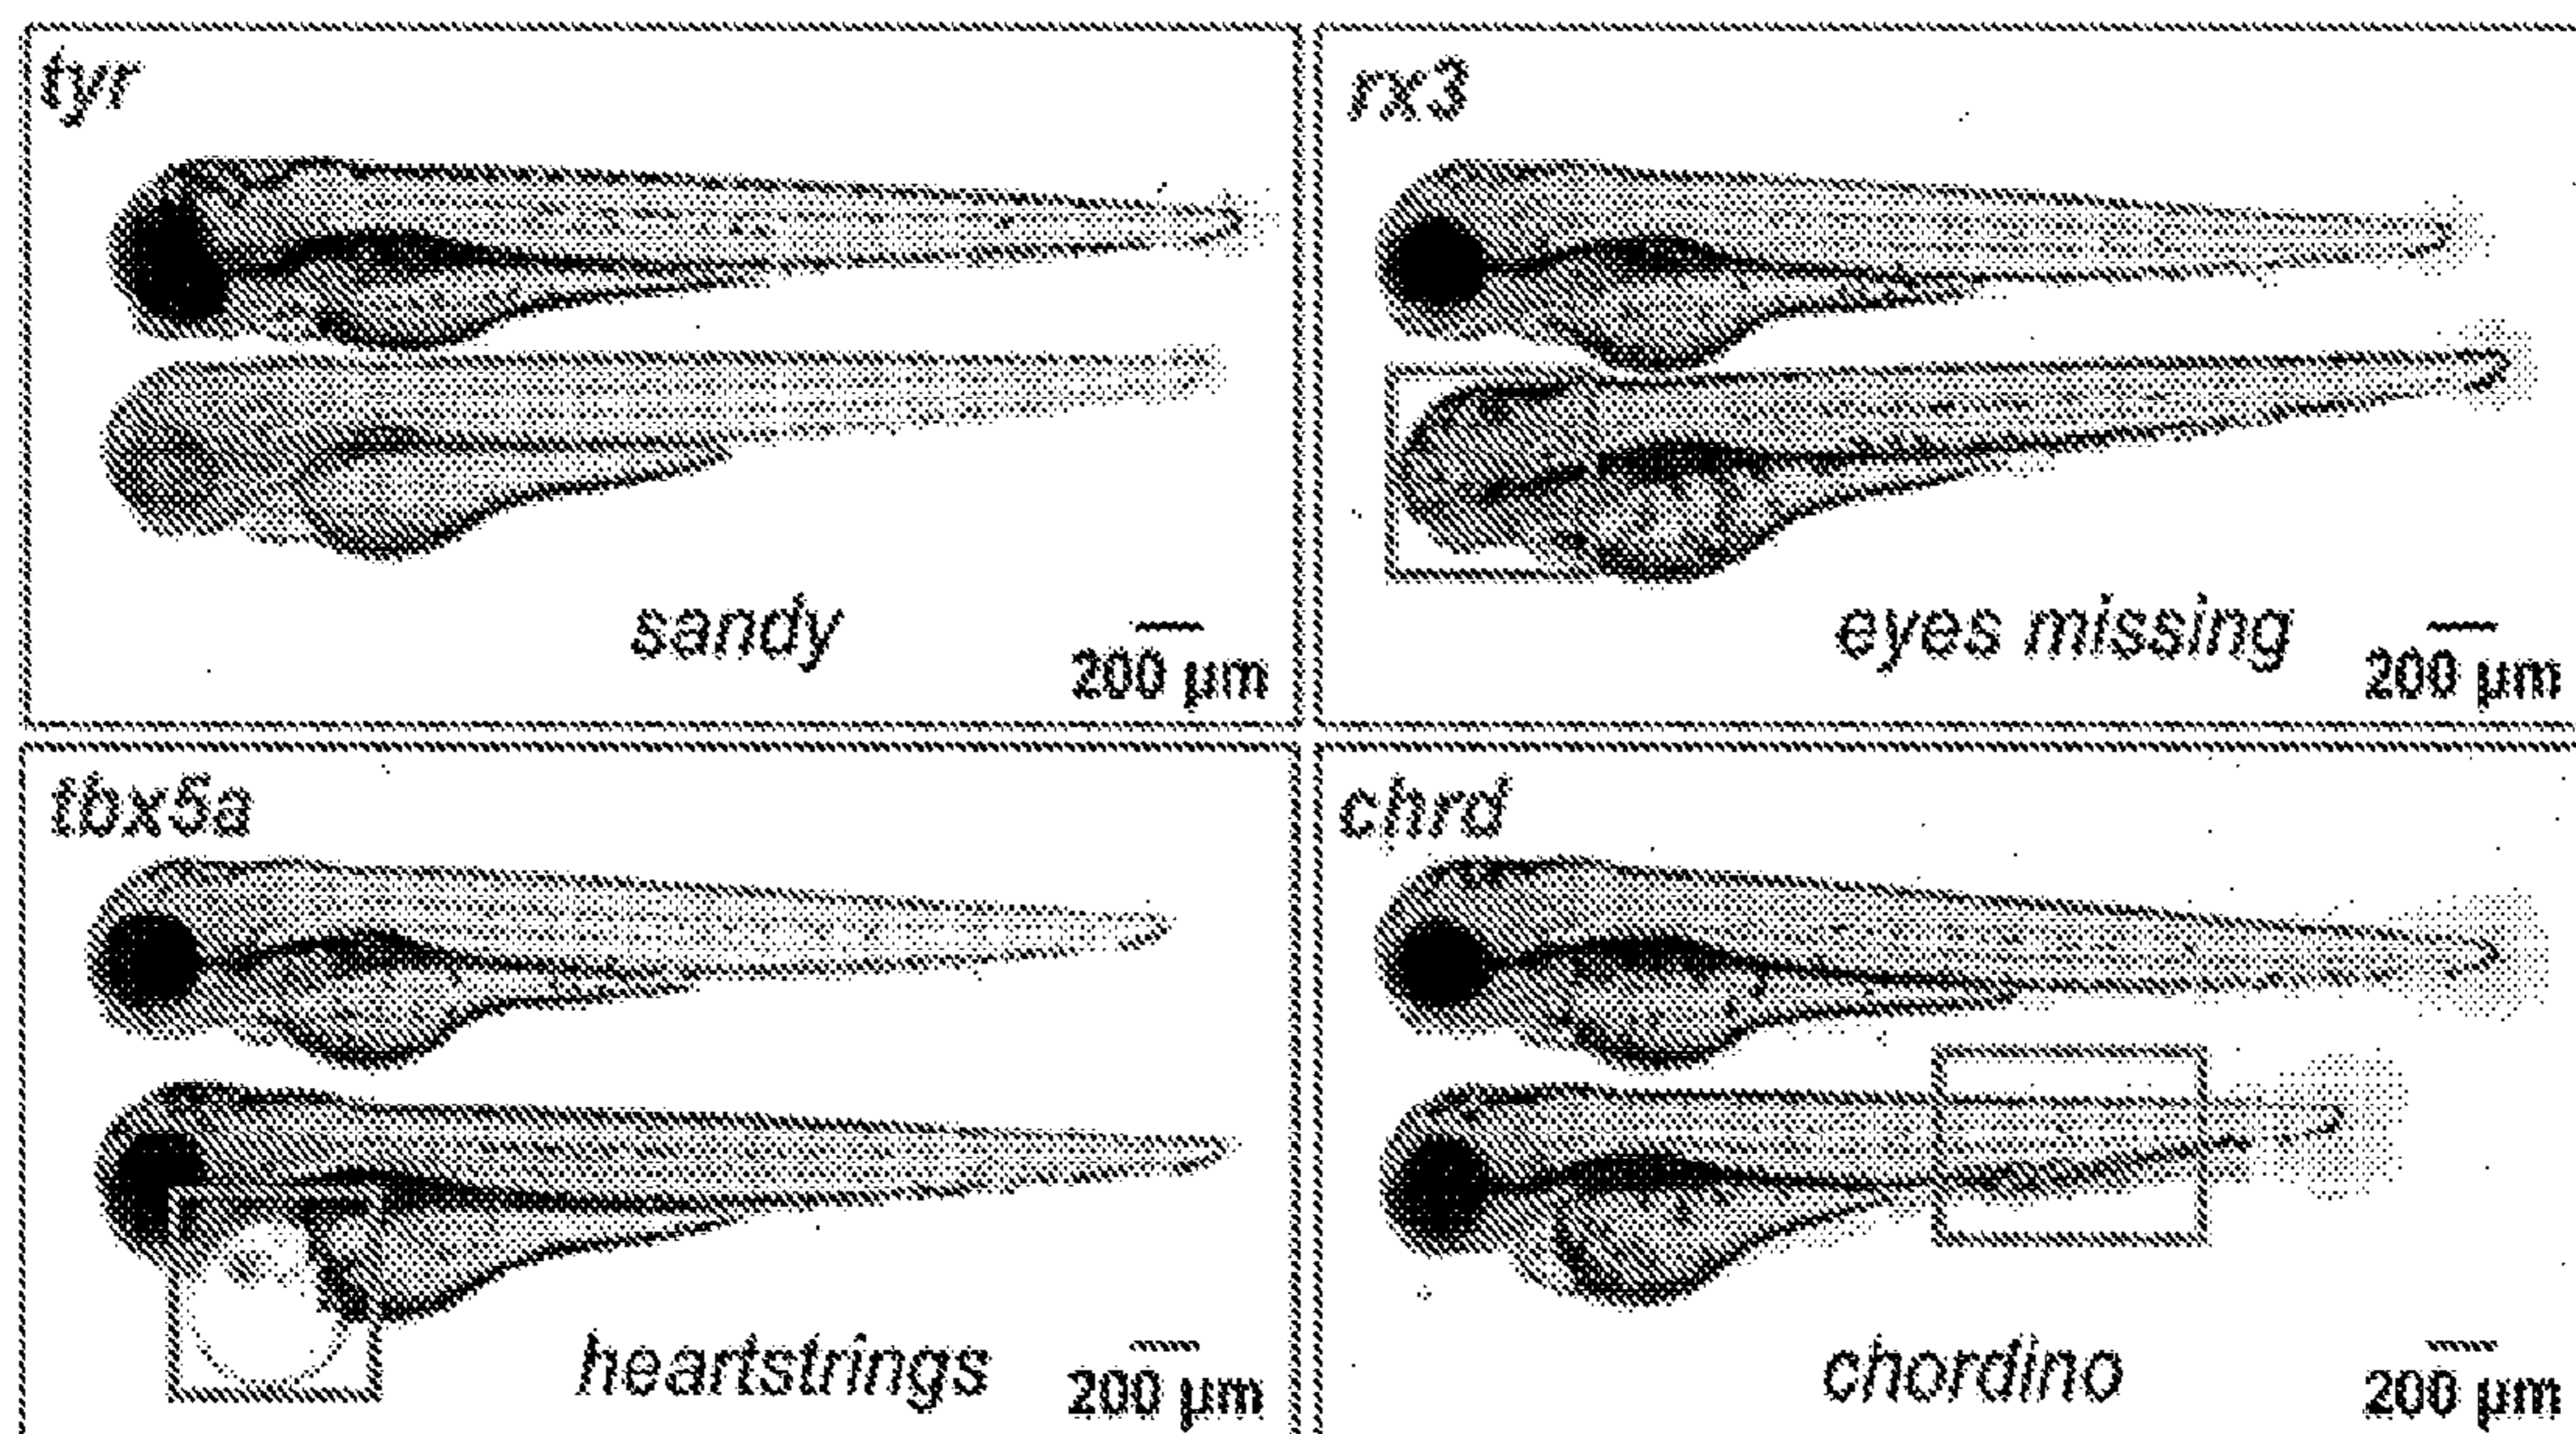 tyr
sandy
200 µm
rx3
eyes missing
200 µm
tbx5a
heartstrings
200 µm
chrd
chordino
200 µm